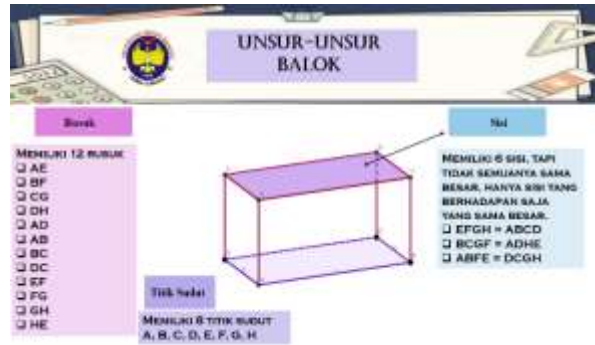 UNSUR-UNSUR
BALOK
Rusuk
MEMILIKI 12 RUSUK
AE
BF
CG
DH
AD
AB
BC
DC
EF
FG
GH
HE
Sisi
MEMILIKI 6 SISI, TAPI
TIDAK SEMUANYA SAMA
BESAR, HANYA SISI YANG
BERHADAPAN SAJA
YANG SAMA BESAR.
EFGH = ABCD
BCGF = ADHE
ABFE = DCGH
Titik Sudut
MEMILIKI 8 TITIK SUDUT
A, B, C, D, E, F, G, H